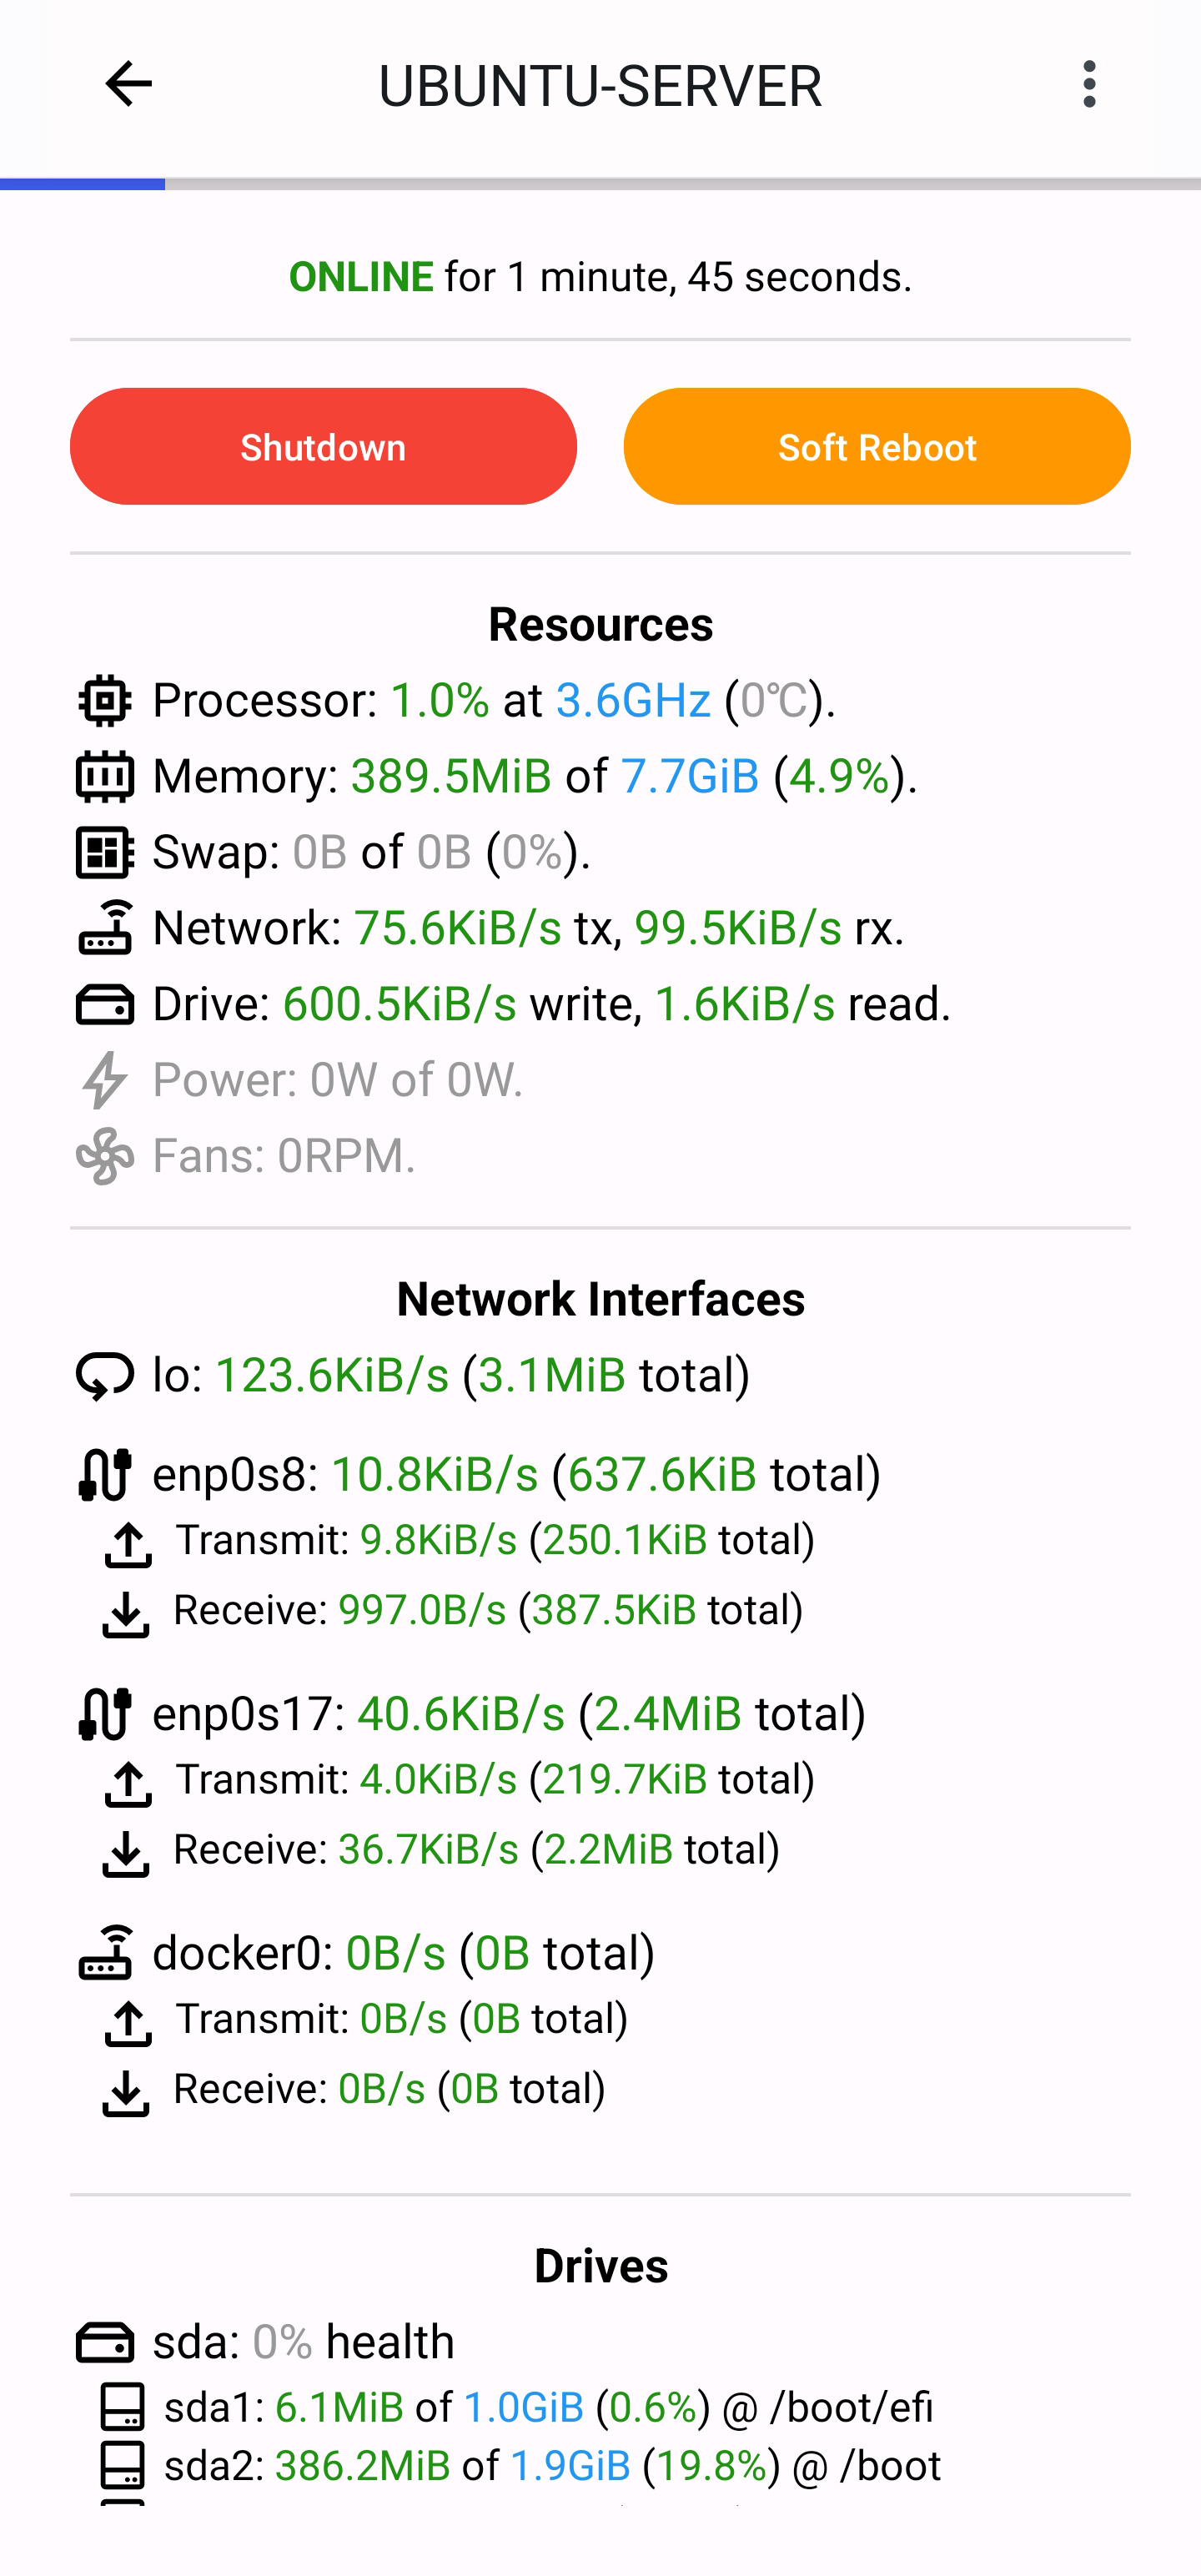 UBUNTU-SERVER
ONLINE for 1 minute, 45 seconds.
Shutdown
Soft Reboot
Resources
Processor: 1.0% at 3.6GHz (0°C).
Memory: 389.5MiB of 7.7GiB (4.9%).
Swap: 0B of 0B (0%).
Network: 75.6KiB/s tx, 99.5KiB/s rx.
Drive: 600.5KiB/s write, 1.6KiB/s read.
Power: 0W of 0W.
Fans: 0RPM.
Network Interfaces
lo: 123.6KiB/s (3.1MiB total)
enp0s8: 10.8KiB/s (637.6KiB total)
Transmit: 9.8KiB/s (250.1KiB total)
Receive: 997.0B/s (387.5KiB total)
enp0s17: 40.6KiB/s (2.4MiB total)
Transmit: 4.0KiB/s (219.7KiB total)
Receive: 36.7KiB/s (2.2MiB total)
docker0: 0B/s (0B total)
Transmit: 0B/s (0B total)
Receive: 0B/s (0B total)
Drives
sda: 0% health
sda1: 6.1MiB of 1.0GiB (0.6%) @ /boot/efi
sda2: 386.2MiB of 1.9GiB (19.8%) @ /boot